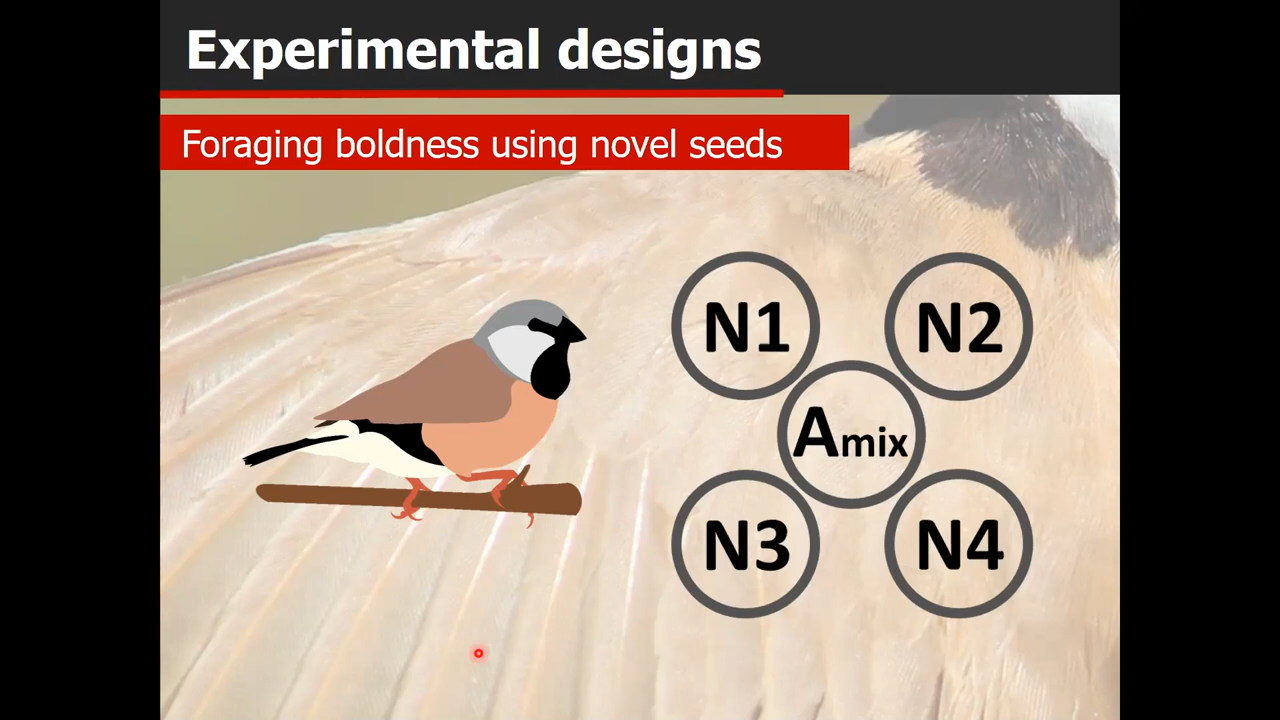 Experimental designs
Foraging boldness using novel seeds
N1 N2
Amix
N3 N4